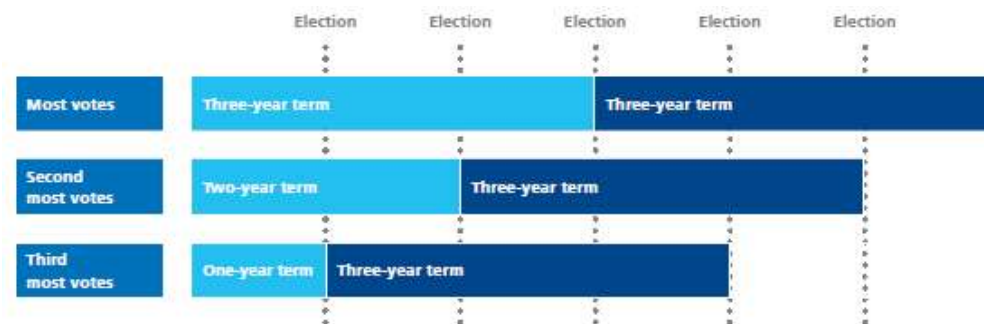 Election Election Election Election Election
Most votes Three-year term Three-year term
Second
most votes
Two-year term Three-year term
Third
most votes
One-year term Three-year term